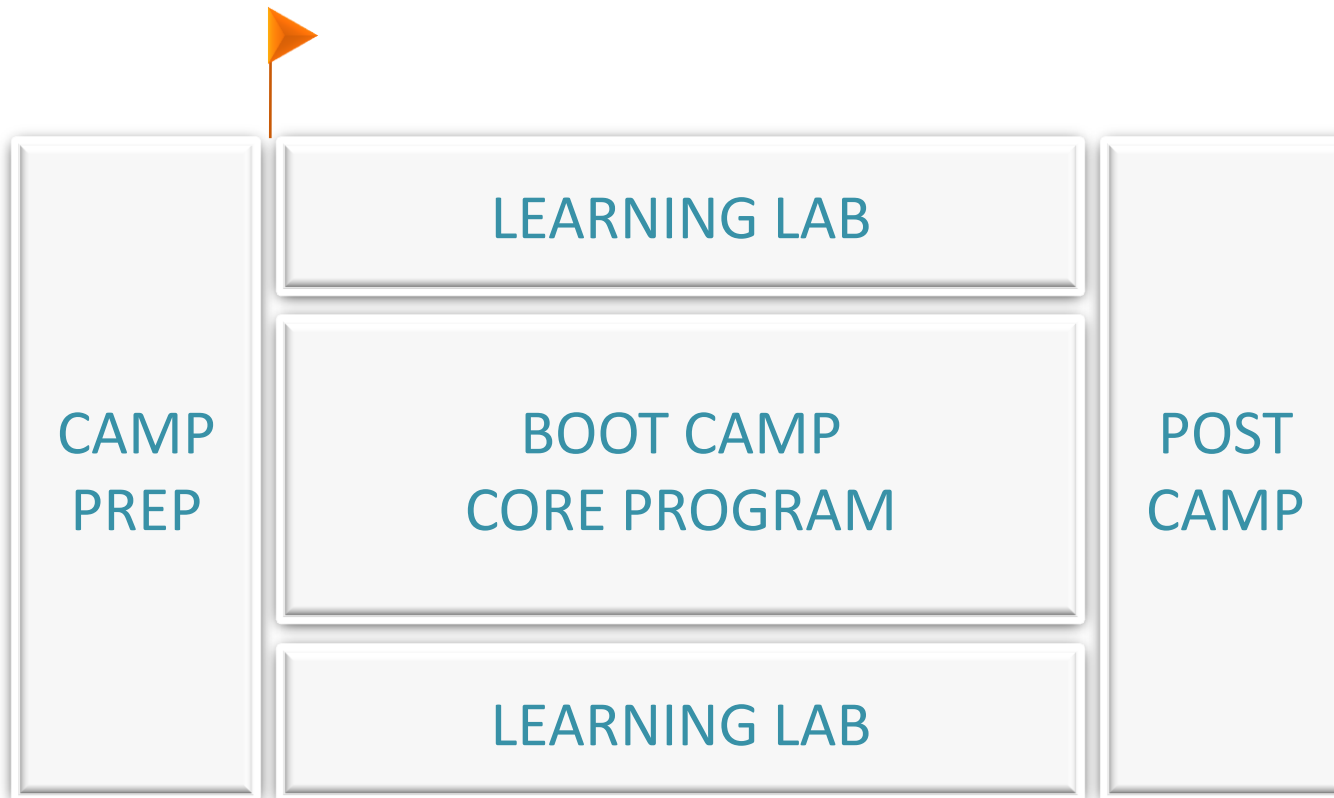 CAMP
PREP
LEARNING LAB
BOOT CAMP
CORE PROGRAM
LEARNING LAB
POST
CAMP